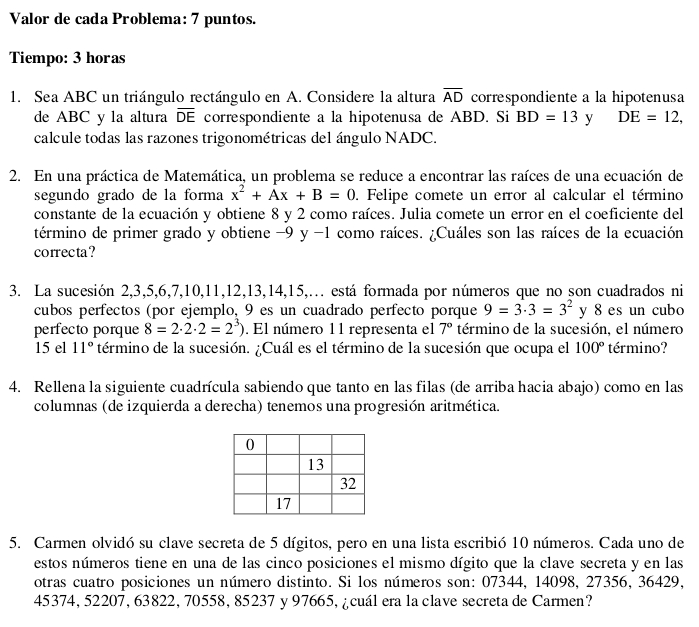 Valor de cada Problema: 7 puntos.
Tiempo: 3 horas
1. Sea ABC un triángulo rectángulo en A. Considere la altura A̅D̅ correspondiente a la hipotenusa
de ABC y la altura D̅E̅ correspondiente a la hipotenusa de ABD. Si BD = 13 y DE = 12,
calcule todas las razones trigonométricas del ángulo NADC.
2. En una práctica de Matemática, un problema se reduce a encontrar las raíces de una ecuación de
segundo grado de la forma x² + Ax + B = 0. Felipe comete un error al calcular el término
constante de la ecuación y obtiene 8 y 2 como raíces. Julia comete un error en el coeficiente del
término de primer grado y obtiene −9 y −1 como raíces. ¿Cuáles son las raíces de la ecuación
correcta?
3. La sucesión 2,3,5,6,7,10,11,12,13,14,15,… está formada por números que no son cuadrados ni
cubos perfectos (por ejemplo, 9 es un cuadrado perfecto porque 9 = 3·3 = 3² y 8 es un cubo
perfecto porque 8 = 2·2·2 = 2³). El número 11 representa el 7º término de la sucesión, el número
15 el 11º término de la sucesión. ¿Cuál es el término de la sucesión que ocupa el 100º término?
4. Rellena la siguiente cuadrícula sabiendo que tanto en las filas (de arriba hacia abajo) como en las
columnas (de izquierda a derecha) tenemos una progresión aritmética.
0
13
32
17
5. Carmen olvidó su clave secreta de 5 dígitos, pero en una lista escribió 10 números. Cada uno de
estos números tiene en una de las cinco posiciones el mismo dígito que la clave secreta y en las
otras cuatro posiciones un número distinto. Si los números son: 07344, 14098, 27356, 36429,
45374, 52207, 63822, 70558, 85237 y 97665, ¿cuál era la clave secreta de Carmen?